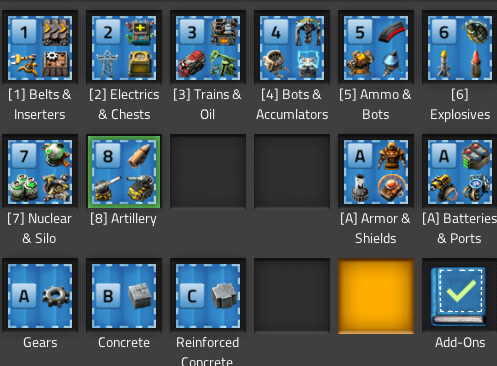 1 2 3 4 5 6
[1] Belts & [2] Electrics [3] Trains & [4] Bots & [5] Ammo & [6]
Inserters & Chests Oil Accumlators Bots Explosives
7 8 A A
[7] Nuclear [8] Artillery [A] Armor & [A] Batteries
& Silo Shields & Ports
A B C
Gears Concrete Reinforced Add-Ons
Concrete